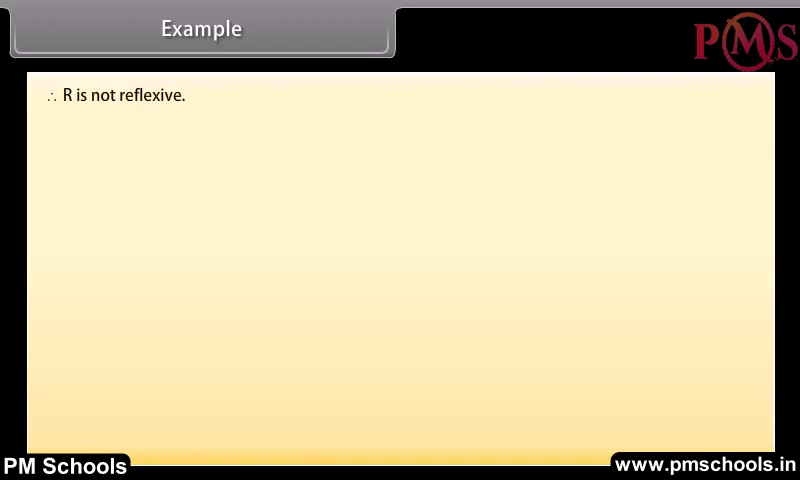 Example
PMS
∴ R is not reflexive.
PM Schools
www.pmschools.in